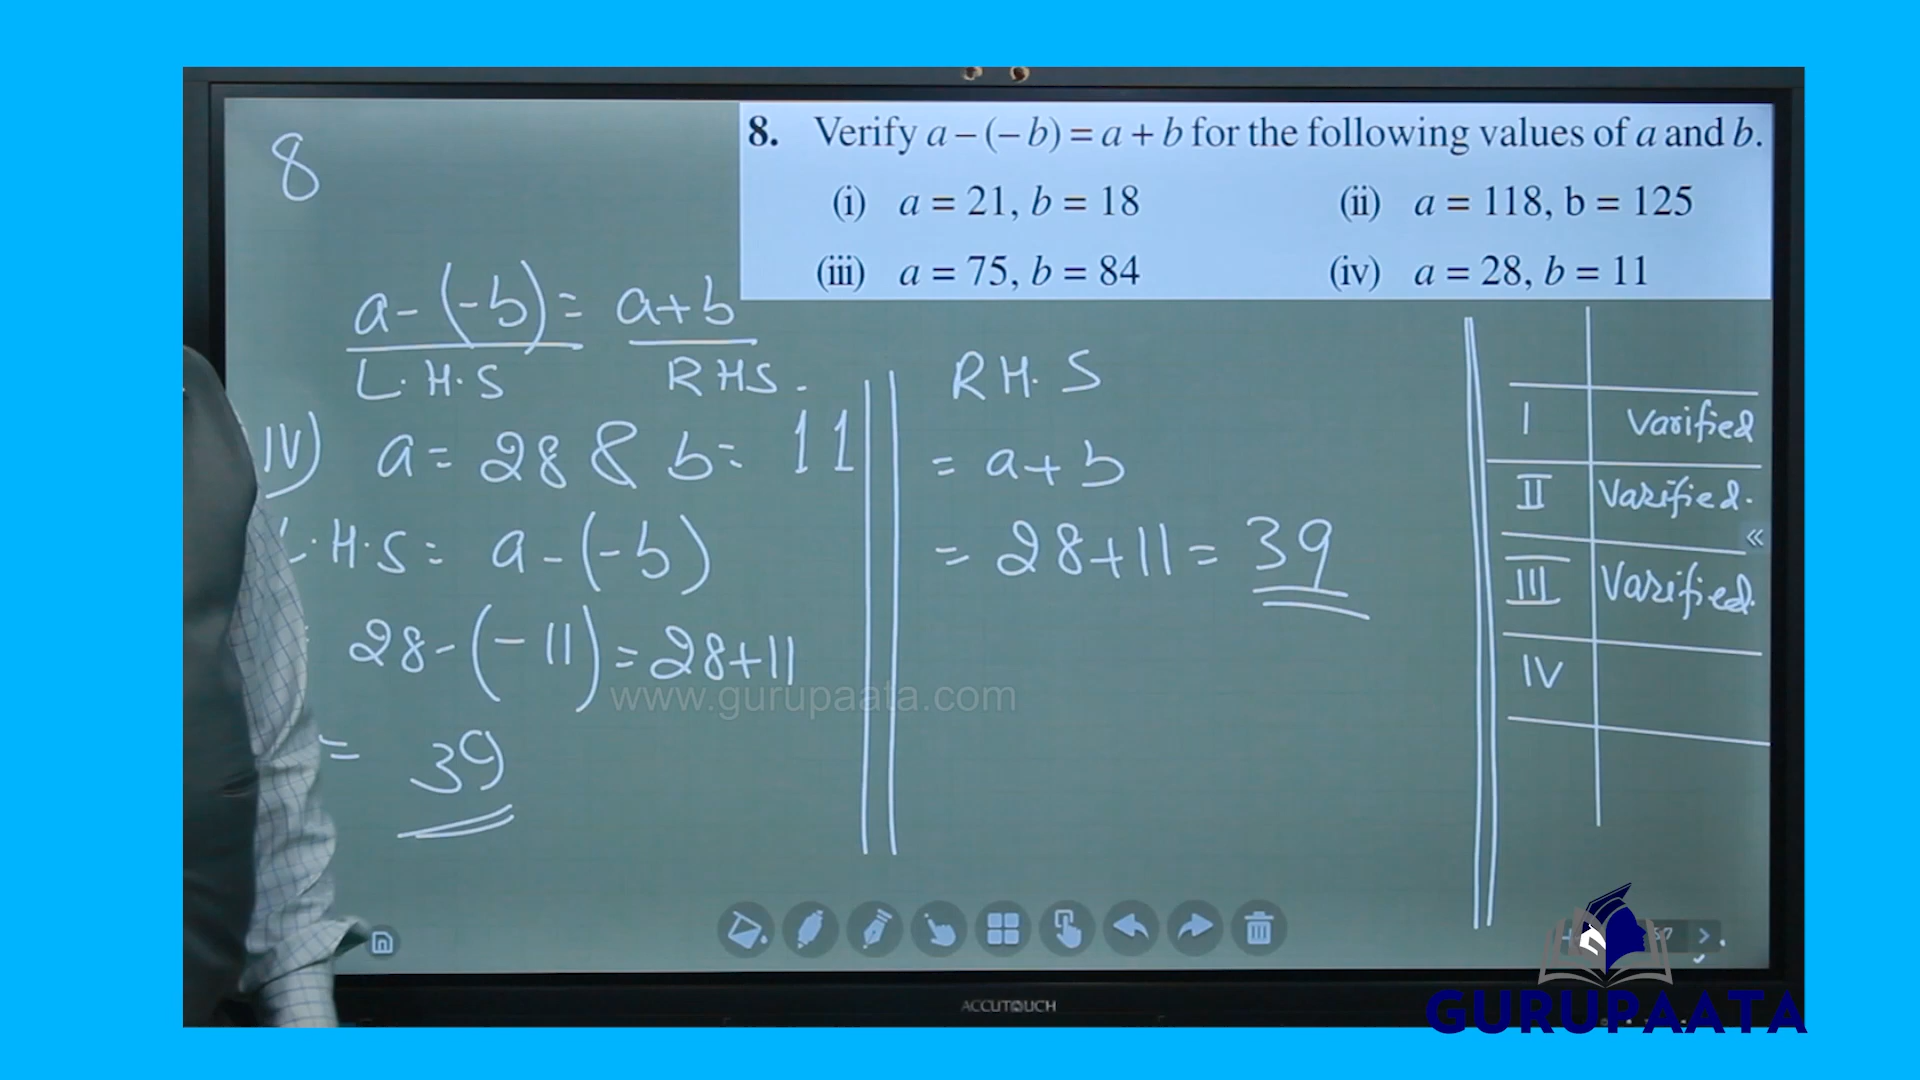 8
8. Verify a – (– b) = a + b for the following values of a and b.
(i) a = 21, b = 18
(ii) a = 118, b = 125
(iii) a = 75, b = 84
(iv) a = 28, b = 11
a - (-b) = a+b
L.H.S RHS.
IV) a = 28 & b = 11
L.H.S = a - (-b)
= 28 - (- 11) = 28+11
= 39
R H. S
= a+b
= 28+11 = 39
I Varified
II Varified.
III Varified.
IV
www.gurupaata.com
ACCUTOUCH
GURUPAATA